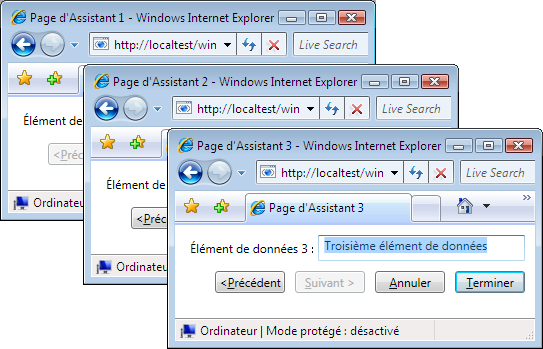 Page d'Assistant 1 - Windows Internet Explorer
http://localtest/win
Live Search
Élément de
<Précéde
Ordinateur
Page d'Assistant 2 - Windows Internet Explorer
http://localtest/win
Live Search
Élément de
<Précé
Ordinateur
Page d'Assistant 3 - Windows Internet Explorer
http://localtest/win
Live Search
Page d'Assistant 3
Élément de données 3 : Troisième élément de données
<Précédent Suivant > Annuler Terminer
Ordinateur | Mode protégé : désactivé